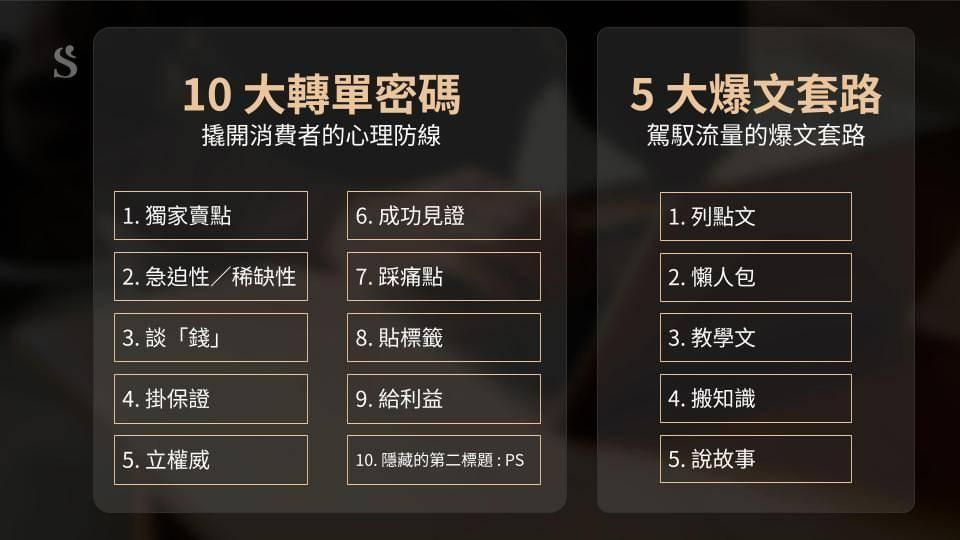 S
10 大轉單密碼
撬開消費者的心理防線
1. 獨家賣點
2. 急迫性／稀缺性
3. 談「錢」
4. 掛保證
5. 立權威
6. 成功見證
7. 踩痛點
8. 貼標籤
9. 給利益
10. 隱藏的第二標題 : PS
5 大爆文套路
駕馭流量的爆文套路
1. 列點文
2. 懶人包
3. 教學文
4. 搬知識
5. 說故事